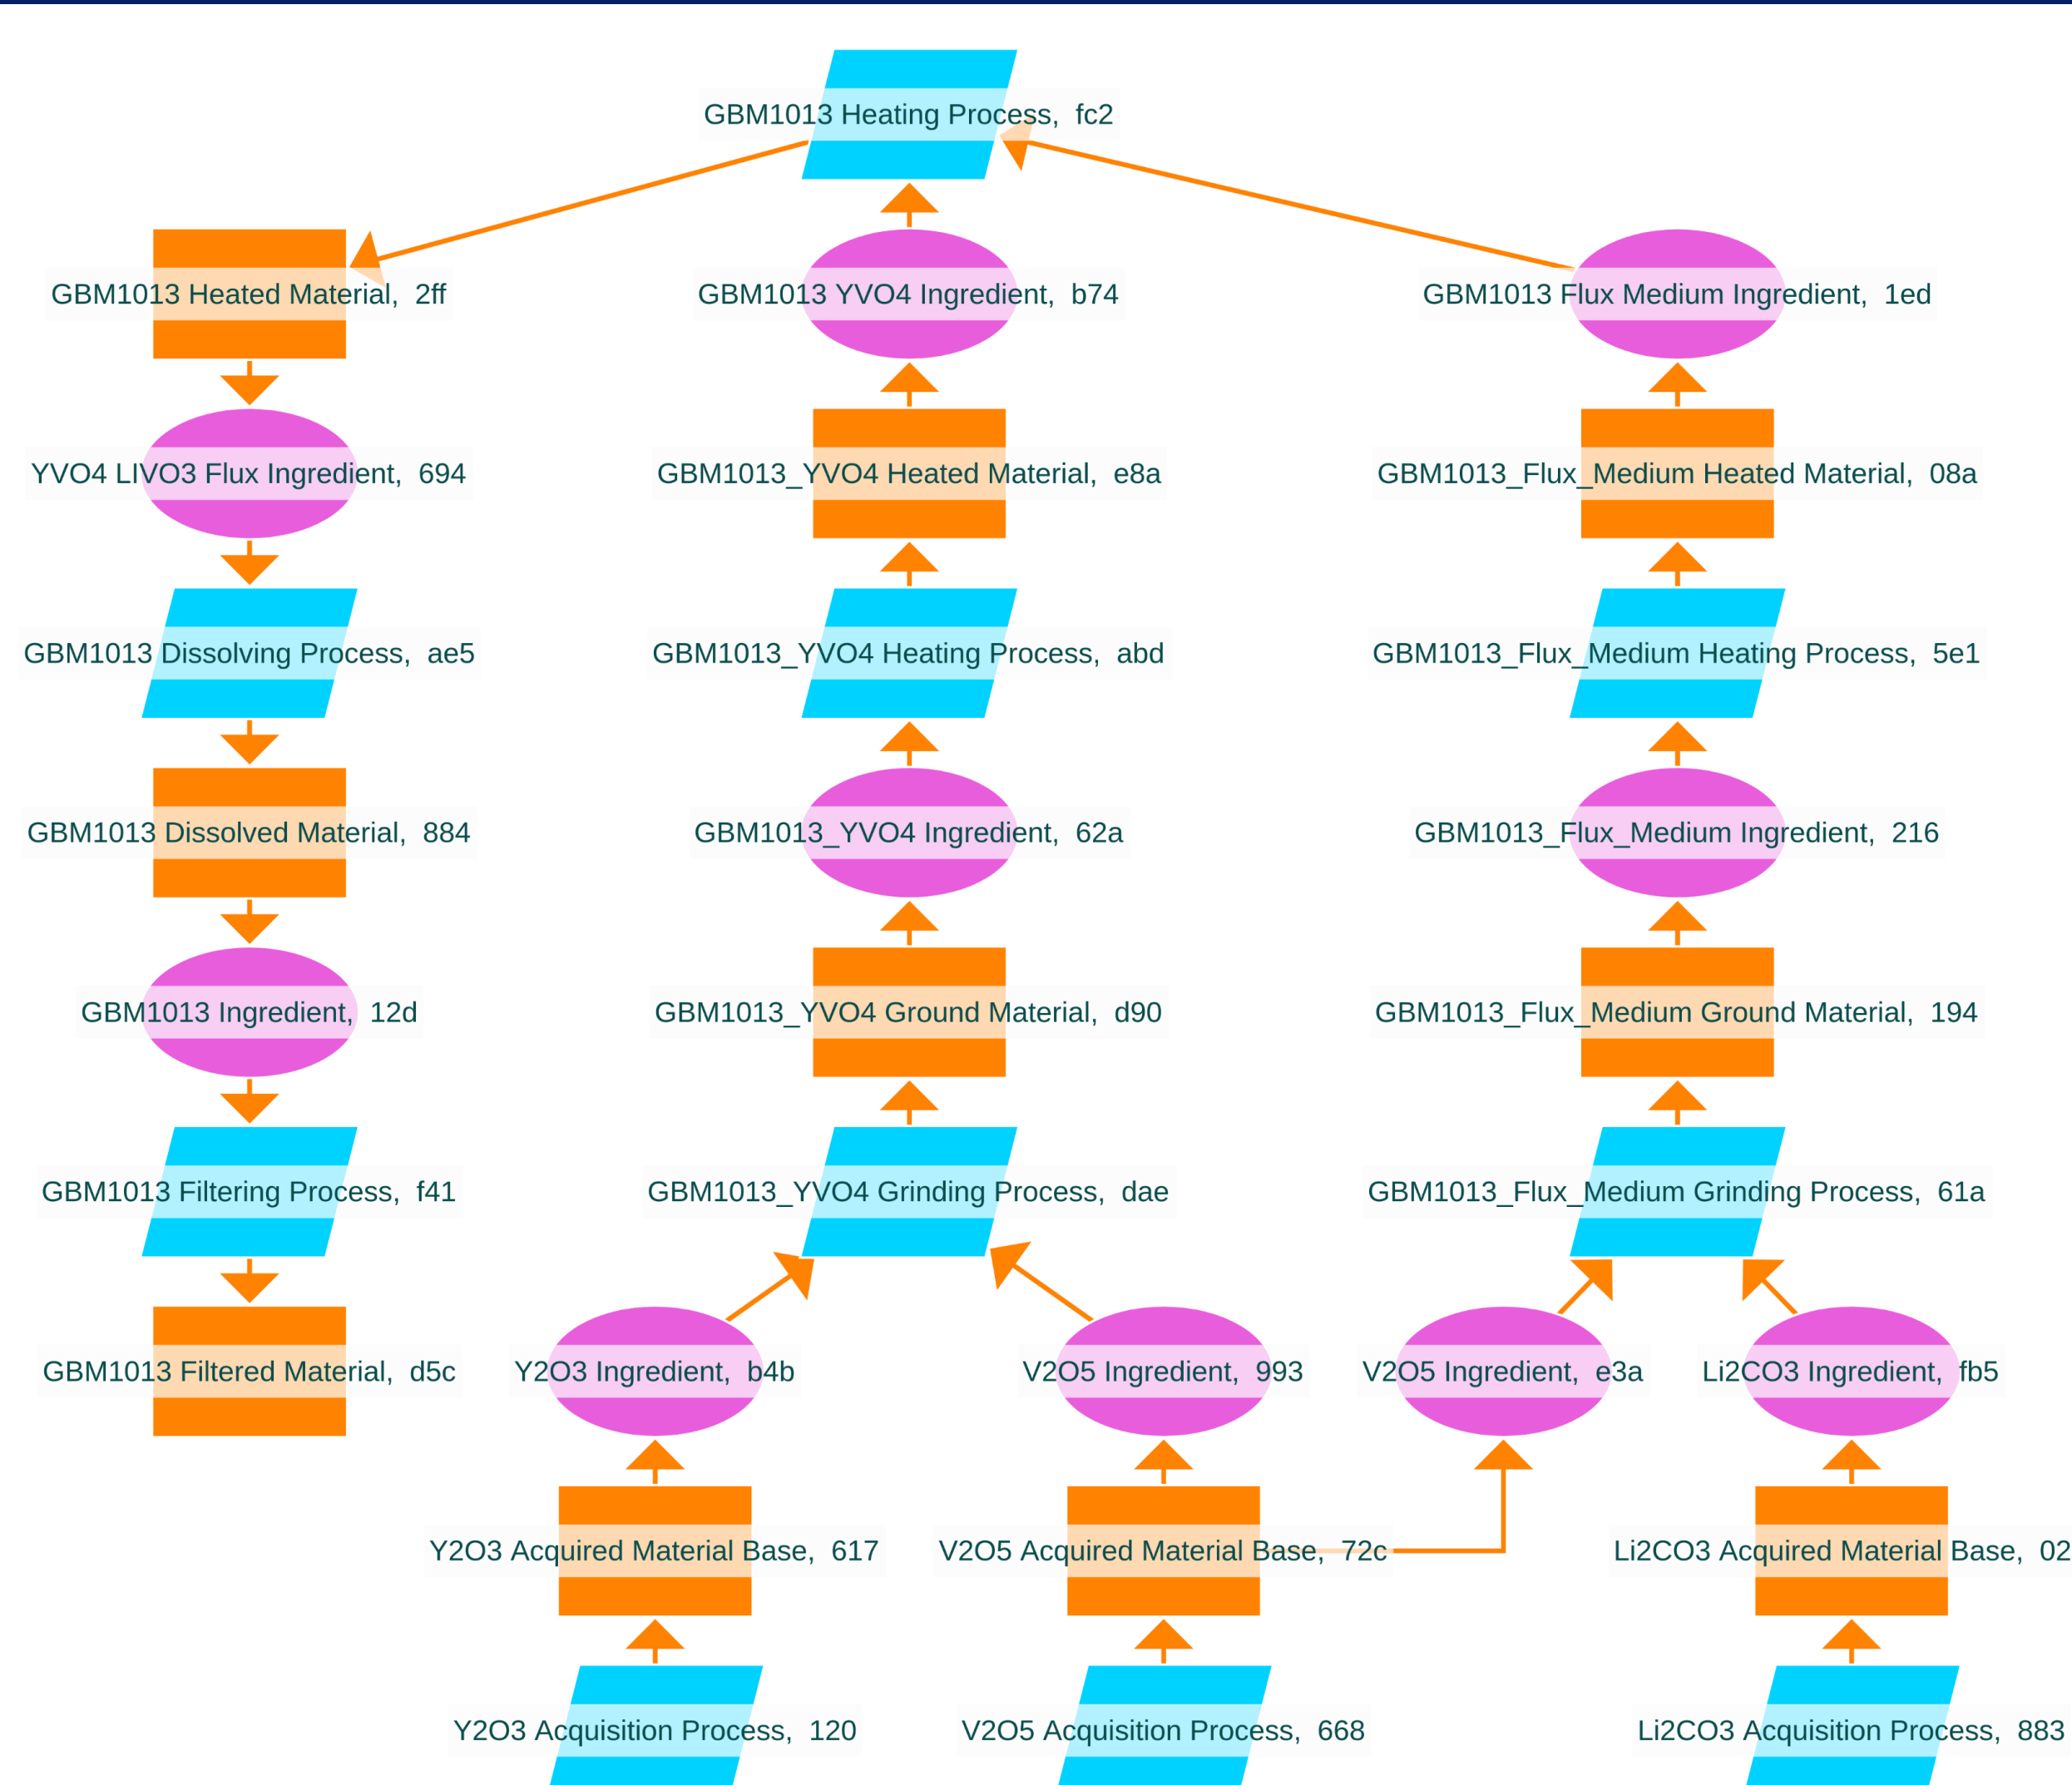 GBM1013 Heating Process, fc2
GBM1013 Heated Material, 2ff
GBM1013 YVO4 Ingredient, b74
GBM1013 Flux Medium Ingredient, 1ed
YVO4 LIVO3 Flux Ingredient, 694
GBM1013_YVO4 Heated Material, e8a
GBM1013_Flux_Medium Heated Material, 08a
GBM1013 Dissolving Process, ae5
GBM1013_YVO4 Heating Process, abd
GBM1013_Flux_Medium Heating Process, 5e1
GBM1013 Dissolved Material, 884
GBM1013_YVO4 Ingredient, 62a
GBM1013_Flux_Medium Ingredient, 216
GBM1013 Ingredient, 12d
GBM1013_YVO4 Ground Material, d90
GBM1013_Flux_Medium Ground Material, 194
GBM1013 Filtering Process, f41
GBM1013_YVO4 Grinding Process, dae
GBM1013_Flux_Medium Grinding Process, 61a
GBM1013 Filtered Material, d5c
Y2O3 Ingredient, b4b
V2O5 Ingredient, 993
V2O5 Ingredient, e3a
Li2CO3 Ingredient, fb5
Y2O3 Acquired Material Base, 617
V2O5 Acquired Material Base, 72c
Li2CO3 Acquired Material Base, 02
Y2O3 Acquisition Process, 120
V2O5 Acquisition Process, 668
Li2CO3 Acquisition Process, 883